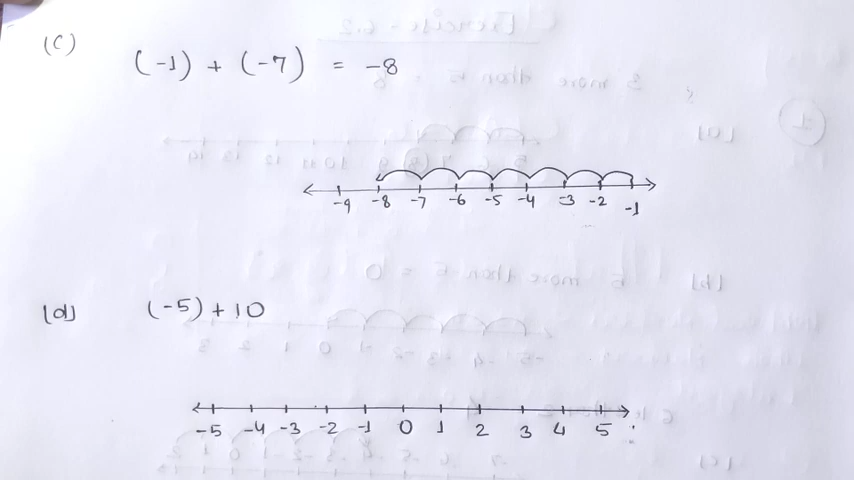 (c)
(-1) + (-7) = -8
-9 -8 -7 -6 -5 -4 -3 -2 -1
(d) (-5) + 10
-5 -4 -3 -2 -1 0 1 2 3 4 5